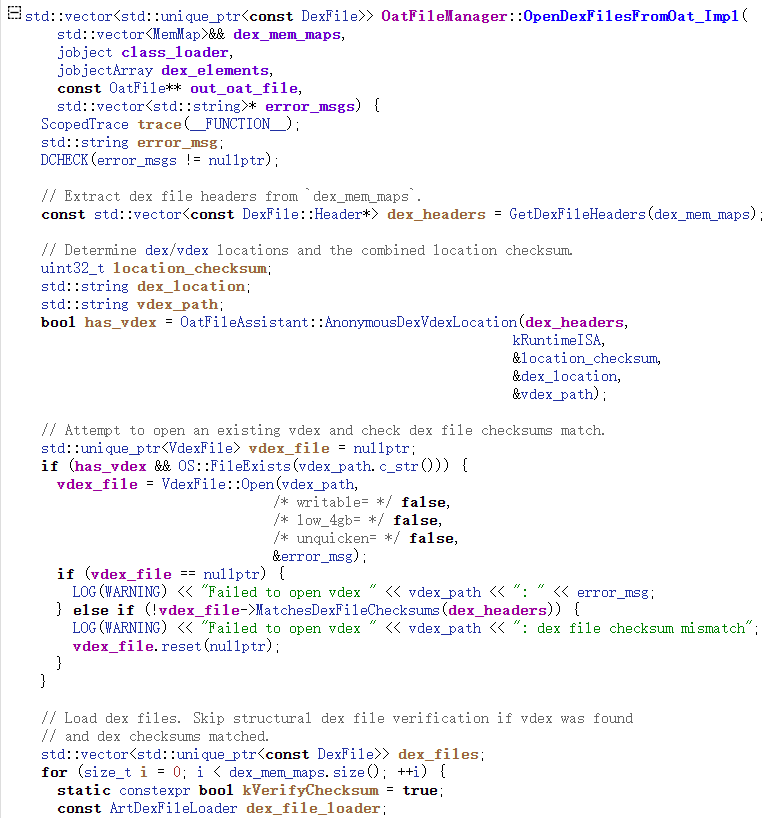 std::vector<std::unique_ptr<const DexFile>> OatFileManager::OpenDexFilesFromOat_Impl(
    std::vector<MemMap>&& dex_mem_maps,
    jobject class_loader,
    jobjectArray dex_elements,
    const OatFile** out_oat_file,
    std::vector<std::string>* error_msgs) {
  ScopedTrace trace(__FUNCTION__);
  std::string error_msg;
  DCHECK(error_msgs != nullptr);

  // Extract dex file headers from `dex_mem_maps`.
  const std::vector<const DexFile::Header*> dex_headers = GetDexFileHeaders(dex_mem_maps);

  // Determine dex/vdex locations and the combined location checksum.
  uint32_t location_checksum;
  std::string dex_location;
  std::string vdex_path;
  bool has_vdex = OatFileAssistant::AnonymousDexVdexLocation(dex_headers,
                                                             kRuntimeISA,
                                                             &location_checksum,
                                                             &dex_location,
                                                             &vdex_path);

  // Attempt to open an existing vdex and check dex file checksums match.
  std::unique_ptr<VdexFile> vdex_file = nullptr;
  if (has_vdex && OS::FileExists(vdex_path.c_str())) {
    vdex_file = VdexFile::Open(vdex_path,
                               /* writable= */ false,
                               /* low_4gb= */ false,
                               /* unquicken= */ false,
                               &error_msg);
    if (vdex_file == nullptr) {
      LOG(WARNING) << "Failed to open vdex " << vdex_path << ": " << error_msg;
    } else if (!vdex_file->MatchesDexFileChecksums(dex_headers)) {
      LOG(WARNING) << "Failed to open vdex " << vdex_path << ": dex file checksum mismatch";
      vdex_file.reset(nullptr);
    }
  }

  // Load dex files. Skip structural dex file verification if vdex was found
  // and dex checksums matched.
  std::vector<std::unique_ptr<const DexFile>> dex_files;
  for (size_t i = 0; i < dex_mem_maps.size(); ++i) {
    static constexpr bool kVerifyChecksum = true;
    const ArtDexFileLoader dex_file_loader;